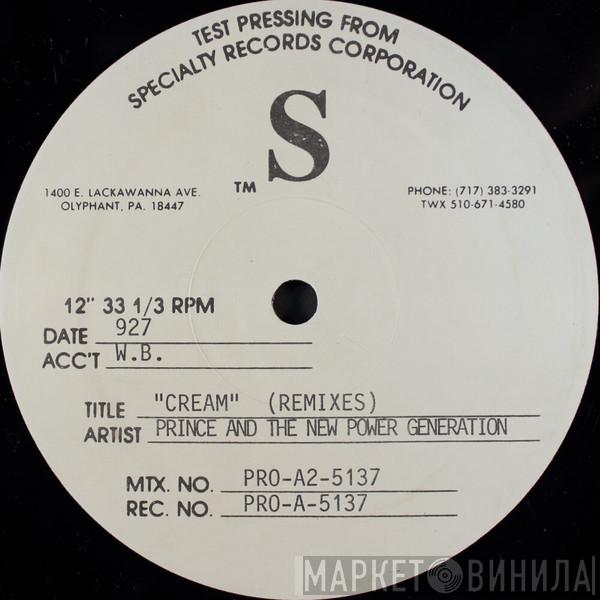 TEST PRESSING FROM
SPECIALTY RECORDS CORPORATION
S
TM
1400 E. LACKAWANNA AVE.
OLYPHANT, PA. 18447
PHONE: (717) 383-3291
TWX 510-671-4580
12" 33 1/3 RPM
DATE 927
ACC'T W.B.
TITLE "CREAM" (REMIXES)
ARTIST PRINCE AND THE NEW POWER GENERATION
MTX. NO. PRO-A2-5137
REC. NO. PRO-A-5137
МАРКЕТ ВИНИЛА